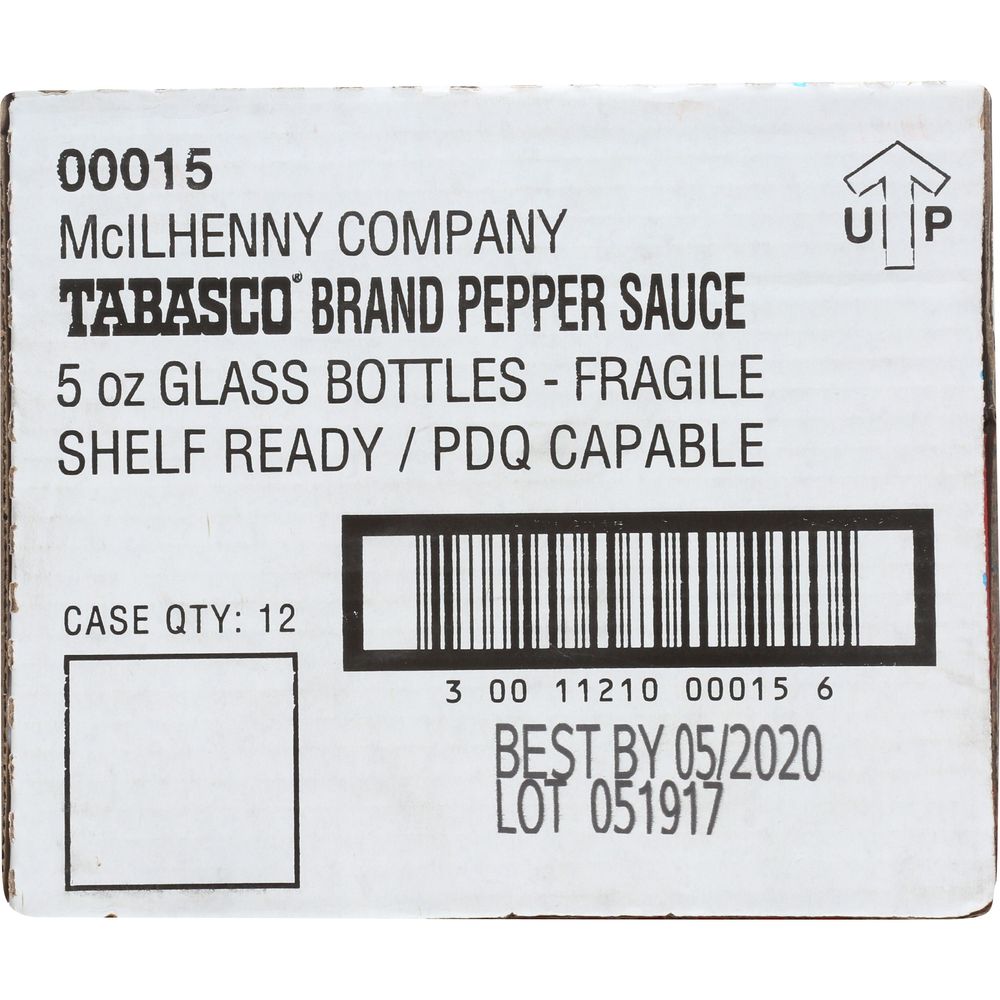 00015
McILHENNY COMPANY
TABASCO® BRAND PEPPER SAUCE
5 oz GLASS BOTTLES - FRAGILE
SHELF READY / PDQ CAPABLE
UP
CASE QTY: 12
3 00 11210 00015 6
BEST BY 05/2020
LOT 051917